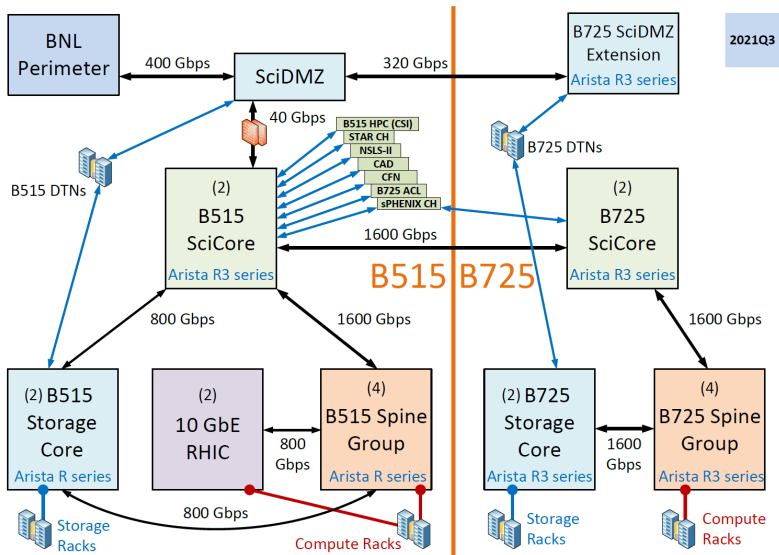 BNL
Perimeter
400 Gbps
SciDMZ
320 Gbps
B725 SciDMZ
Extension
Arista R3 series
2021Q3
40 Gbps
B515 HPC (CSI)
STAR CH
NSLS-II
CAD
CFN
B725 ACL
sPHENIX CH
B515 DTNs
B725 DTNs
(2)
B515
SciCore
Arista R3 series
1600 Gbps
(2)
B725
SciCore
Arista R3 series
B515
B725
800 Gbps
1600 Gbps
1600 Gbps
(2) B515
Storage
Core
Arista R series
(2)
10 GbE
RHIC
800
Gbps
(4)
B515 Spine
Group
Arista R series
(2) B725
Storage
Core
Arista R3 series
1600
Gbps
(4)
B725 Spine
Group
Arista R3 series
800 Gbps
Storage
Racks
Compute Racks
Storage
Racks
Compute
Racks